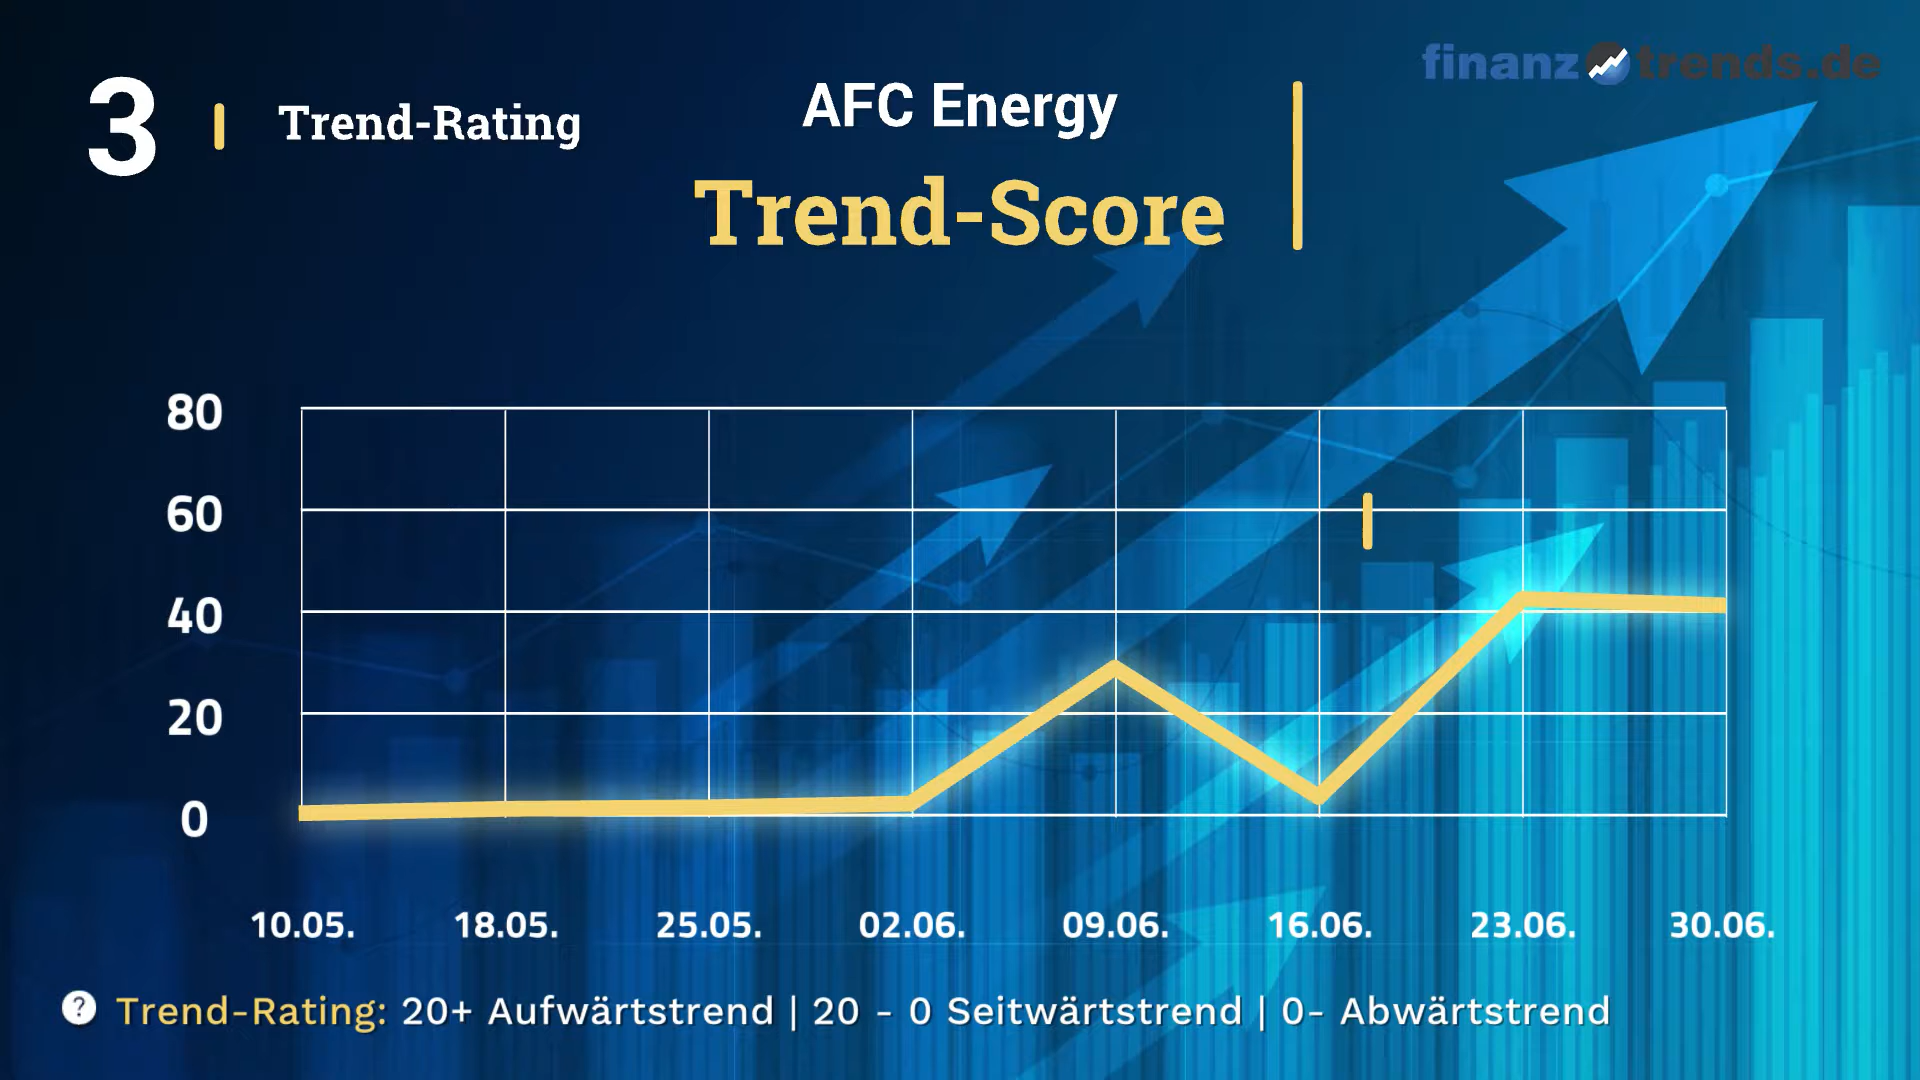 finanz trends.de
3 Trend-Rating
AFC Energy
Trend-Score
80
60
40
20
0
10.05. 18.05. 25.05. 02.06. 09.06. 16.06. 23.06. 30.06.
? Trend-Rating: 20+ Aufwärtstrend | 20 - 0 Seitwärtstrend | 0- Abwärtstrend